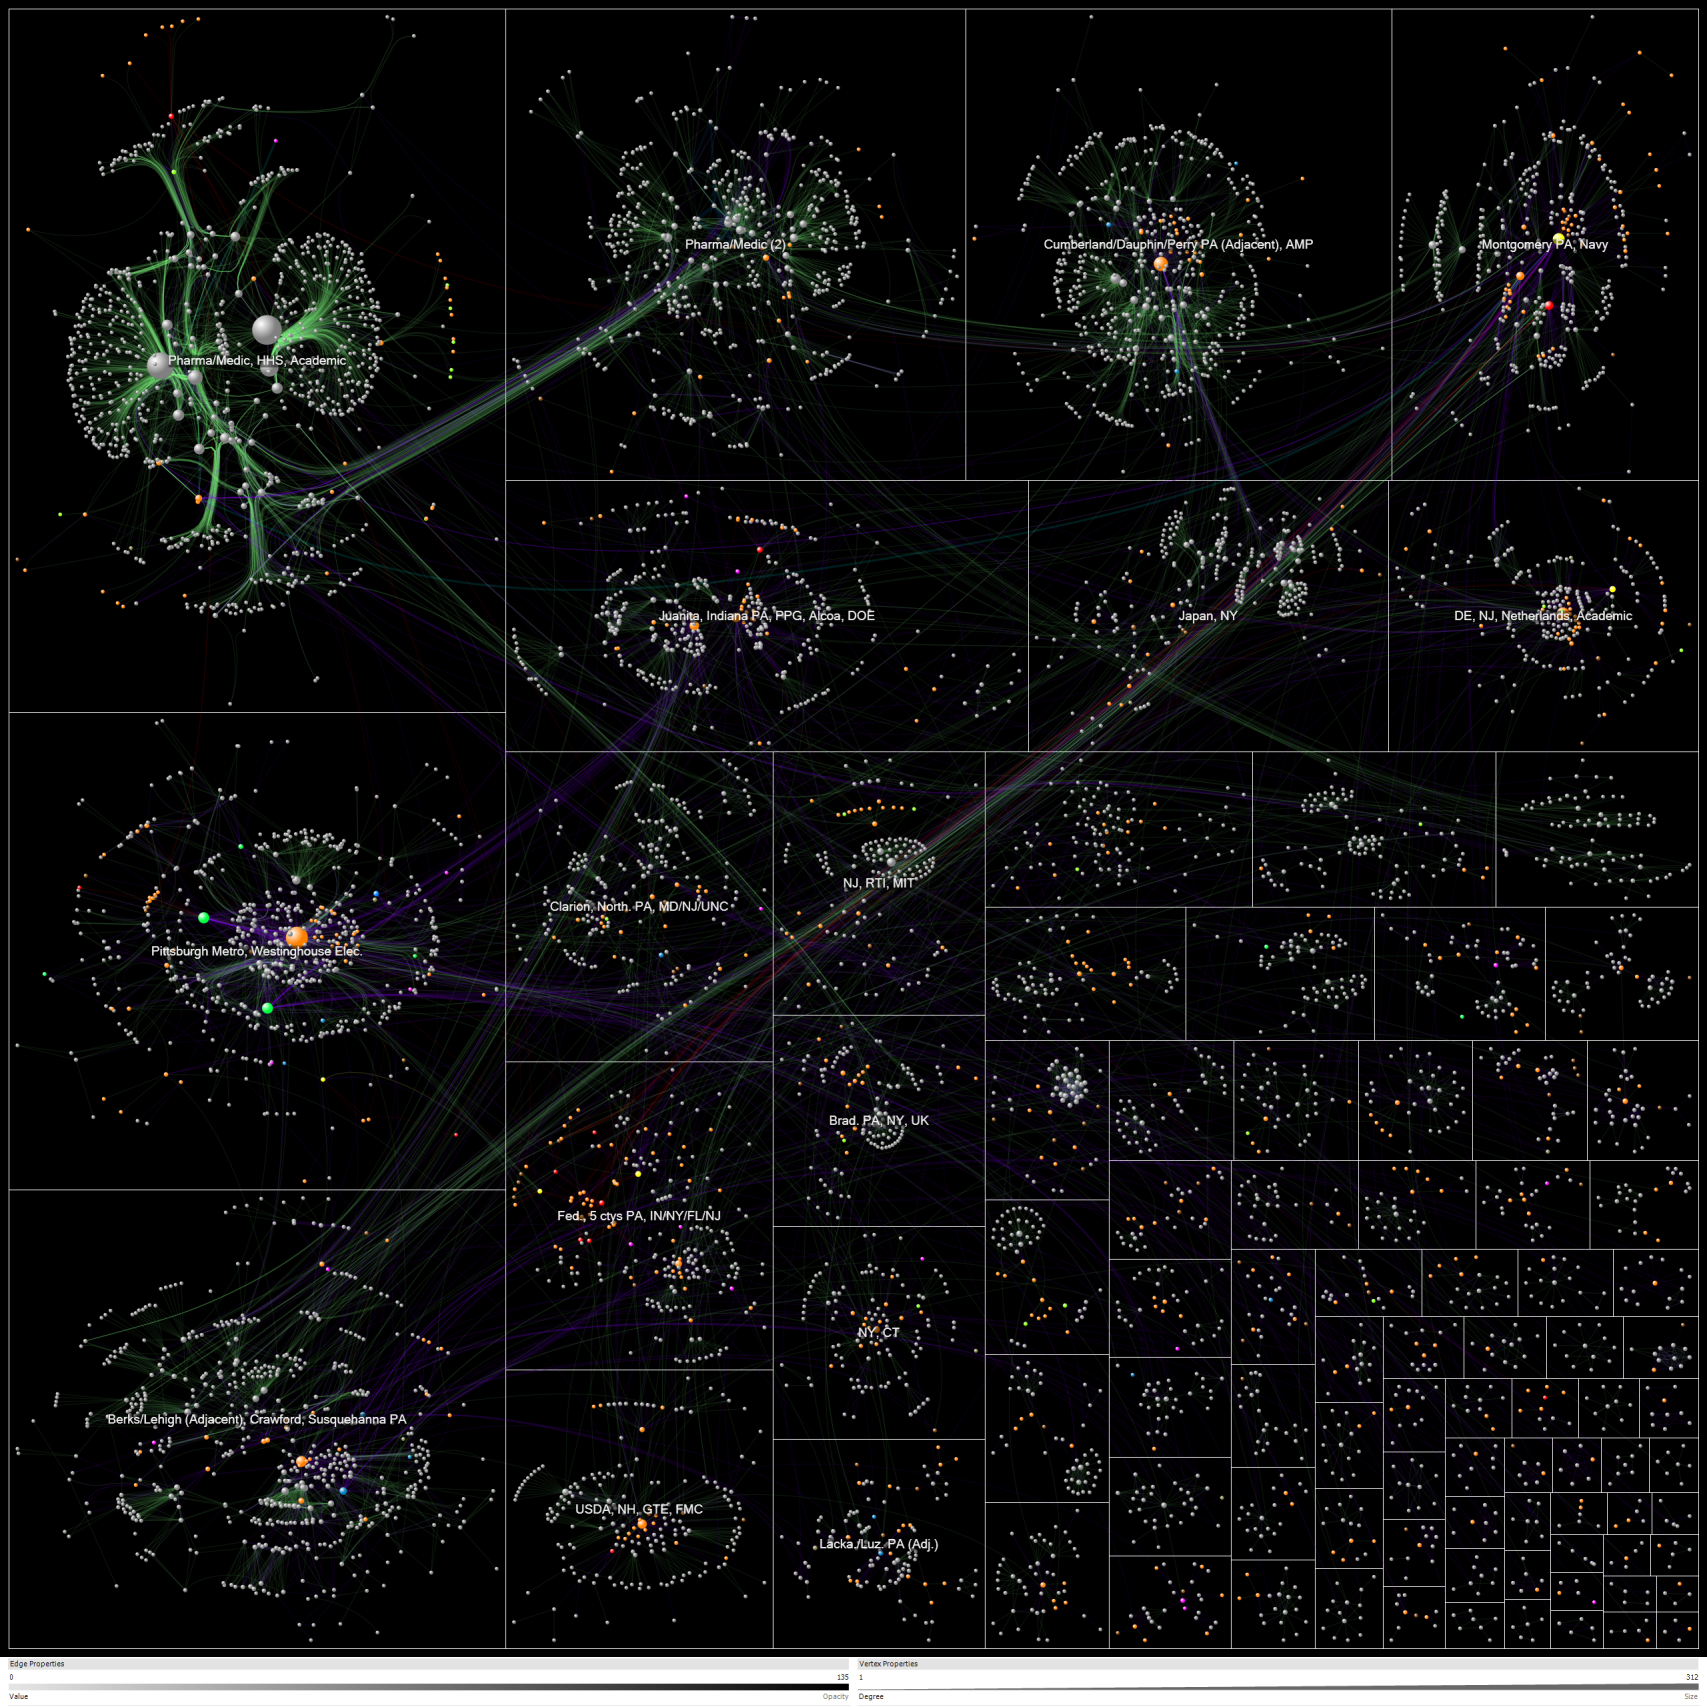 Pharma/Medic (2)
Cumberland/Dauphin/Perry PA (Adjacent), AMP
Montgomery PA, Navy
Pharma/Medic, HHS, Academic
Juanita, Indiana PA, PPG, Alcoa, DOE
Japan, NY
DE, NJ, Netherlands, Academic
NJ, RTI, MIT
Clarion, North. PA, MD/NJ/UNC
Pittsburgh Metro, Westinghouse Elec.
Brad. PA, NY, UK
Fed., 5 ctys PA, IN/NY/FL/NJ
NY, CT
Berks/Lehigh (Adjacent), Crawford, Susquehanna PA
USDA, NH, GTE, FMC
Lacka./Luz. PA (Adj.)
Edge Properties
0 135
Value Opacity
Vertex Properties
1 312
Degree Size